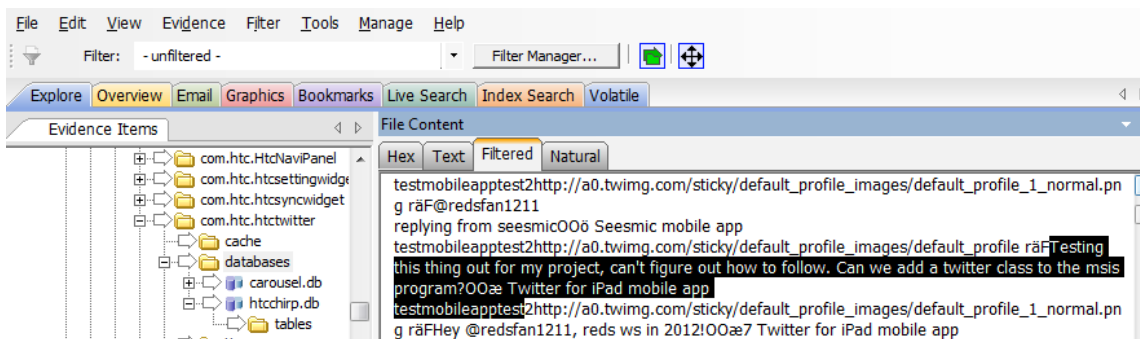 File Edit View Evidence Filter Tools Manage Help
Filter: - unfiltered - Filter Manager...
Explore Overview Email Graphics Bookmarks Live Search Index Search Volatile
Evidence Items
com.htc.HtcNaviPanel
com.htc.htcsettingwidge
com.htc.htcsyncwidget
com.htc.htctwitter
cache
databases
carousel.db
htcchirp.db
tables
File Content
Hex Text Filtered Natural
testmobileapptest2http://a0.twimg.com/sticky/default_profile_images/default_profile_1_normal.pn
g räF@redsfan1211
replying from seesmicOOö Seesmic mobile app
testmobileapptest2http://a0.twimg.com/sticky/default_profile_images/default_profile räFTesting
this thing out for my project, can't figure out how to follow. Can we add a twitter class to the msis
program?OOæ Twitter for iPad mobile app
testmobileapptest2http://a0.twimg.com/sticky/default_profile_images/default_profile_1_normal.pn
g räFHey @redsfan1211, reds ws in 2012!OOæ7 Twitter for iPad mobile app